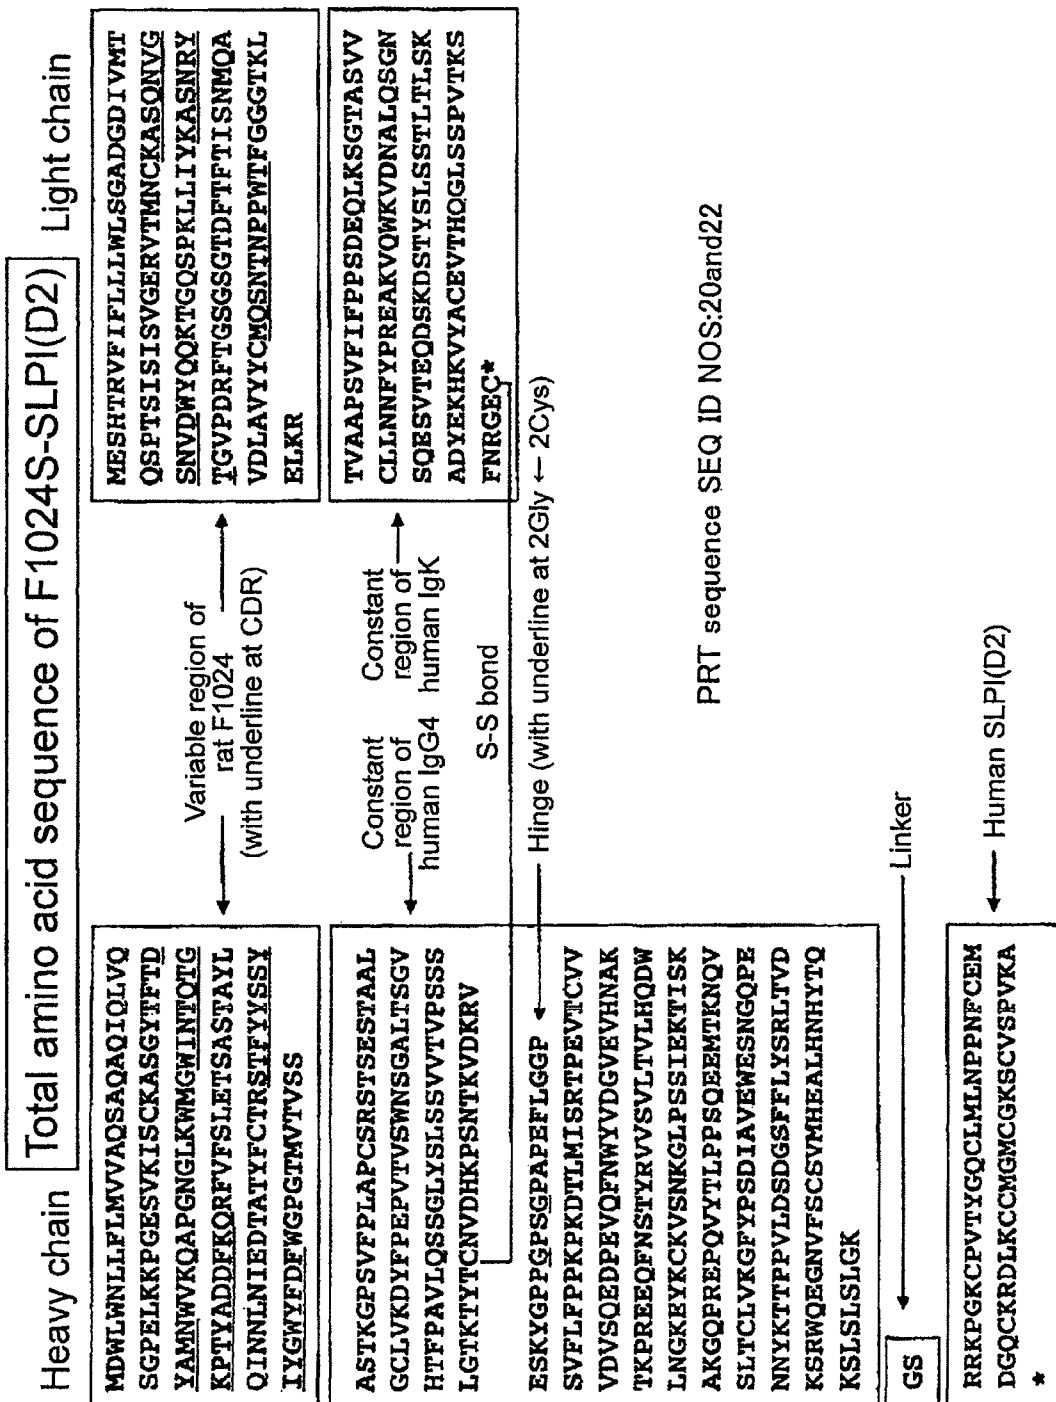 Total amino acid sequence of F1024S-SLPI(D2)
Heavy chain
MDWLWNLLFLMVVAQSAQAQIQLVQ
SGPELKKPGESVKISCKASGYTFTD
YAMNWVKQAPGNGLKWMGWINTQTG
KPTYADDFKQRFVFSLETSASTAYL
QINNLNIEDTATYFCTRSTFYYSSY
IYGWYFDFWGPGTMVTVSS
ASTKGPSVFPLAPCSRSTSESTAAL
GCLVKDYFPEPVTVSWNSGALTSGV
HTFPAVLQSSGLYSLSSVVTVPSSS
LGTKTYTCNVDHKPSNTKVDKRV
ESKYGPPGPSGPAPEFLGGP
SVFLFPPKPKDTLMISRTPEVTCVV
VDVSQEDPEVQFNWYVDGVEVHNAK
TKPREEQFNSTYRVVSVLTVLHQDW
LNGKEYKCKVSNKGLPSSIEKTISK
AKGQPREPQVYTLPPSQEEMTKNQV
SLTCLVKGFYPSDIAVEWESNGQPE
NNYKTTPPVLDSDGSFFLYSRLTVD
KSRWQEGNVFSCSVMHEALHNHYTQ
KSLSLSLGK
GS
RRKPGKCPVTYGQCLMLNPPNFCEM
DGQCKRDLKCCMGMCGKSCVSPVKA
*
Variable region of
rat F1024
(with underline at CDR)
Constant
region of
human IgG4
Constant
region of
human IgK
S-S bond
Hinge (with underline at 2Gly ← 2Cys)
PRT sequence SEQ ID NOS:20and22
Linker
Human SLPI(D2)
Light chain
MESHTRVFIFLLLWLSGADGDIVMT
QSPTSISISVGERVTMNCKASQNVG
SNVDWYQQKTGQSPKLLIYKASNRY
TGVPDRFTGSGSGTDFTFTISNMQA
VDLAVYYCMQSNTNPPWTFGGGTKL
ELKR
TVAAPSVFIFPPSDEQLKSGTASVV
CLLNNFYPREAKVQWKVDNALQSGN
SQESVTEQDSKDSTYSLSSTLTLSK
ADYEKHKVYACEVTHQGLSSPVTKS
FNRGEC*